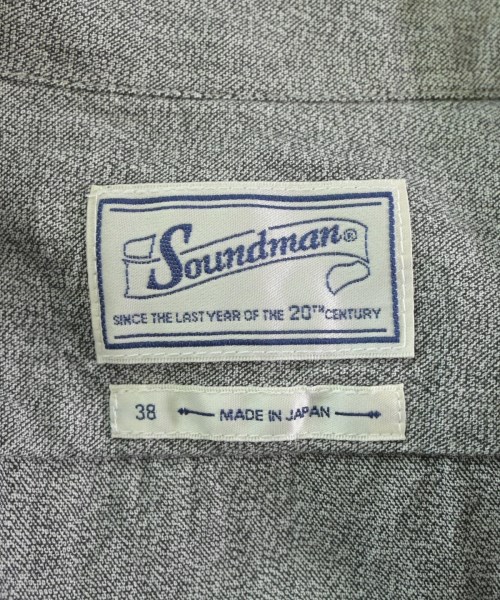 Soundman®
SINCE THE LAST YEAR OF THE 20TH CENTURY
38 MADE IN JAPAN